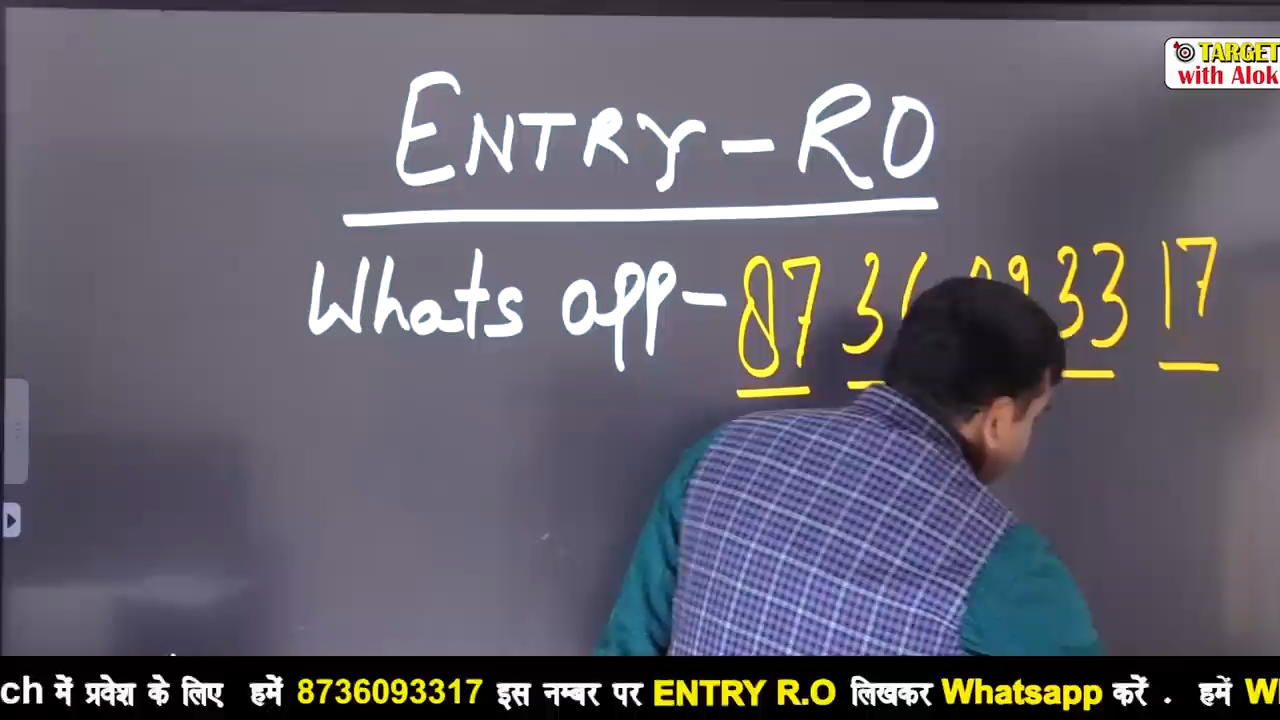 TARGET
with Alok
ENTRY-RO
Whats app-87 3 33 17
ch में प्रवेश के लिए हमें 8736093317 इस नम्बर पर ENTRY R.O लिखकर Whatsapp करें . हमें W